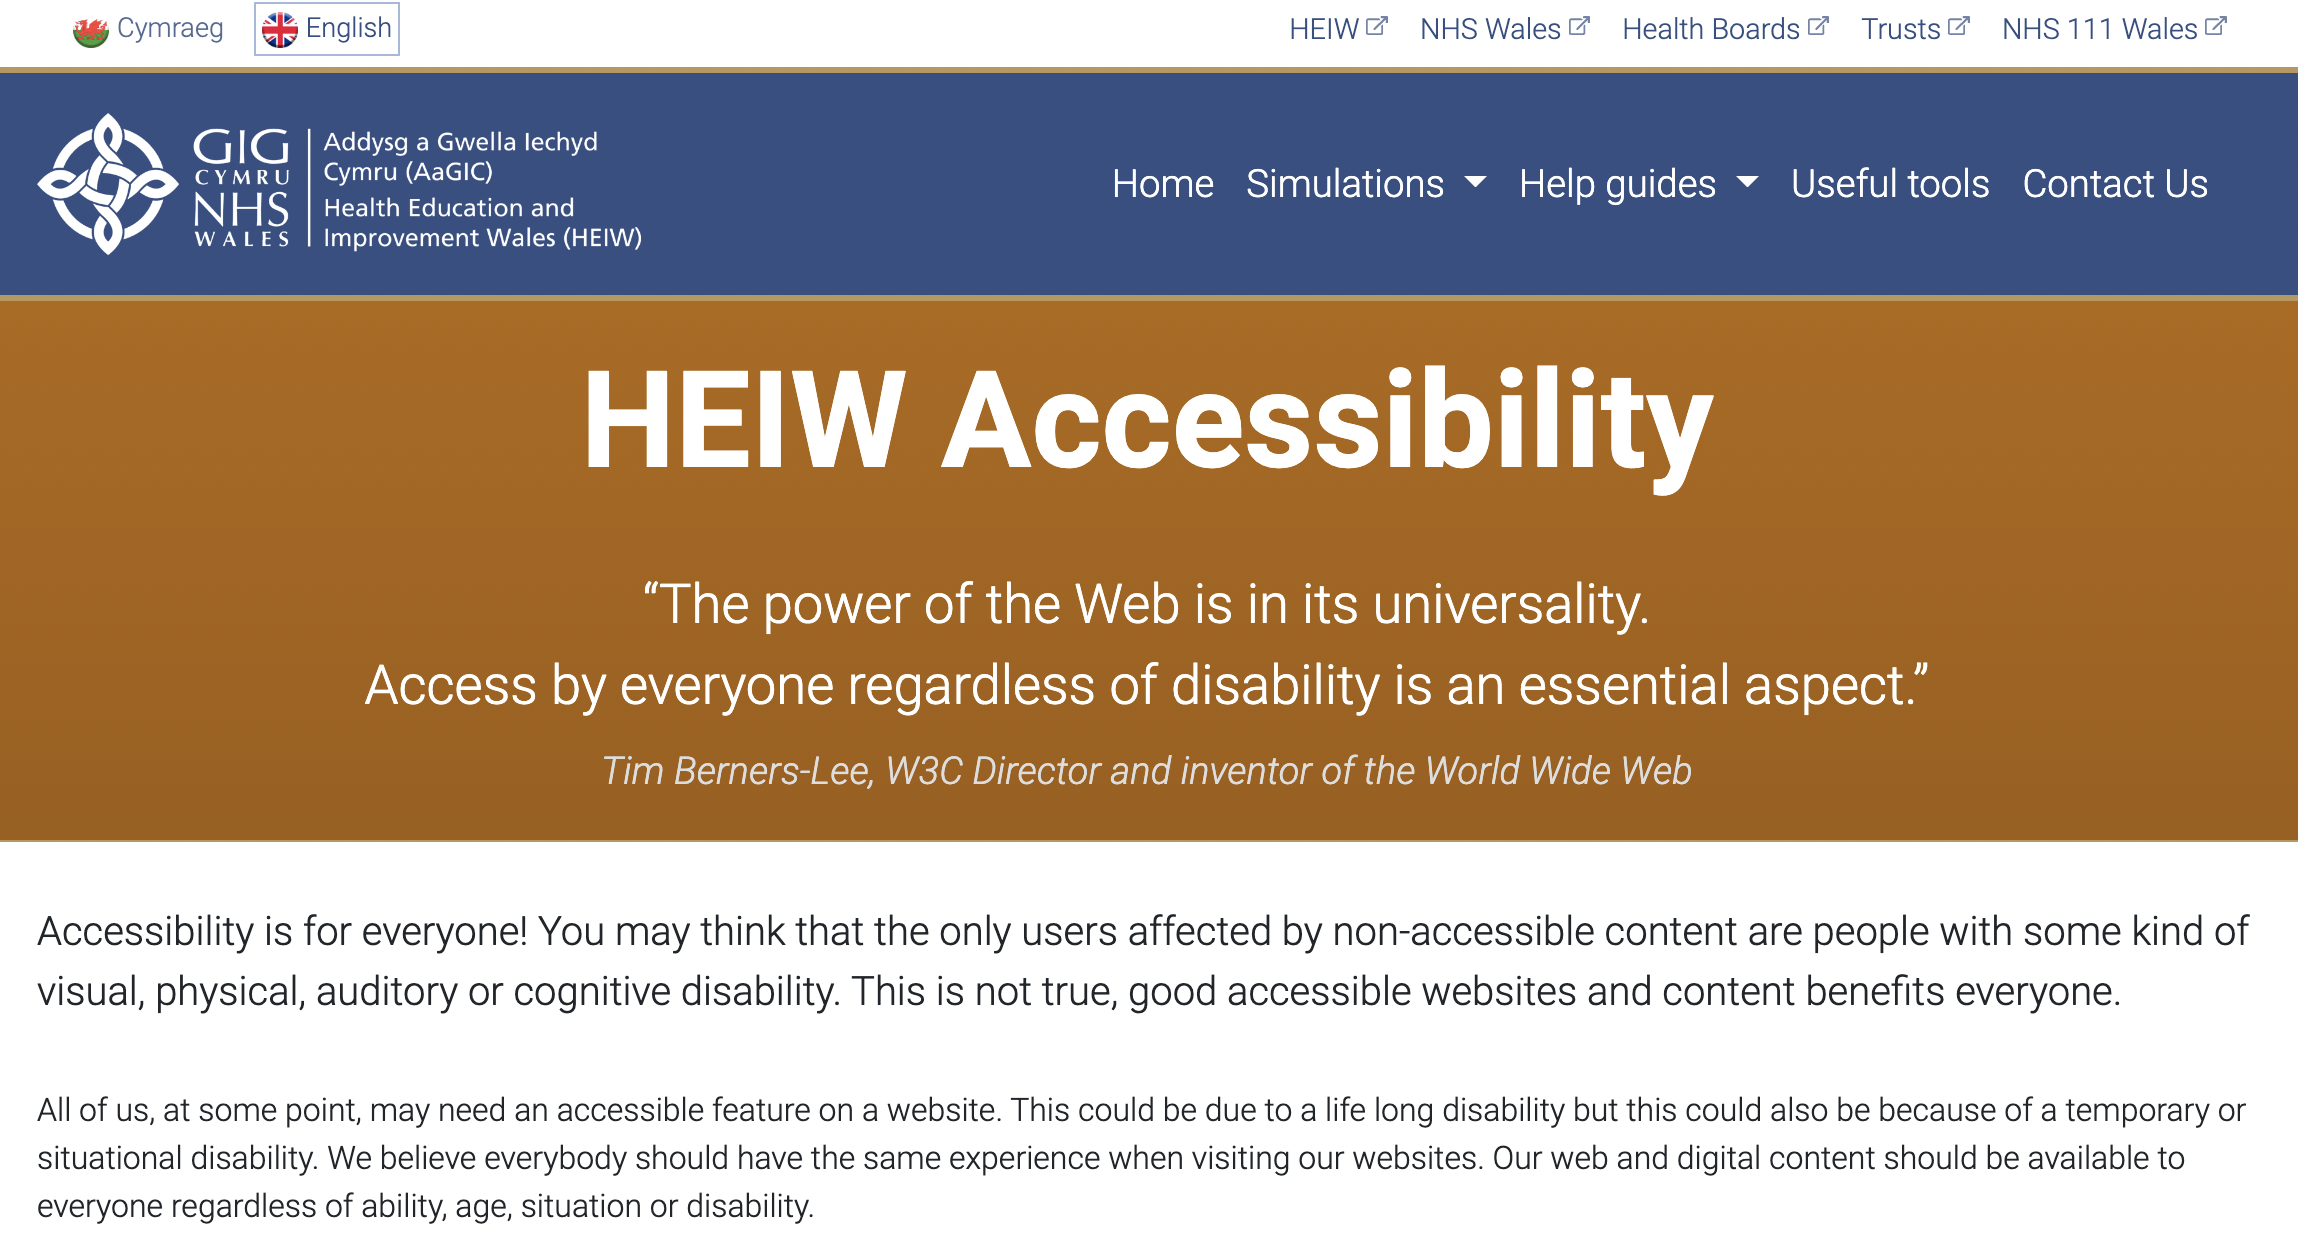 Cymraeg English HEIW NHS Wales Health Boards Trusts NHS 111 Wales
GIG
CYMRU
NHS
WALES
Addysg a Gwella Iechyd
Cymru (AaGIC)
Health Education and
Improvement Wales (HEIW)
Home Simulations Help guides Useful tools Contact Us
HEIW Accessibility
“The power of the Web is in its universality.
Access by everyone regardless of disability is an essential aspect.”
Tim Berners-Lee, W3C Director and inventor of the World Wide Web
Accessibility is for everyone! You may think that the only users affected by non-accessible content are people with some kind of
visual, physical, auditory or cognitive disability. This is not true, good accessible websites and content benefits everyone.
All of us, at some point, may need an accessible feature on a website. This could be due to a life long disability but this could also be because of a temporary or
situational disability. We believe everybody should have the same experience when visiting our websites. Our web and digital content should be available to
everyone regardless of ability, age, situation or disability.